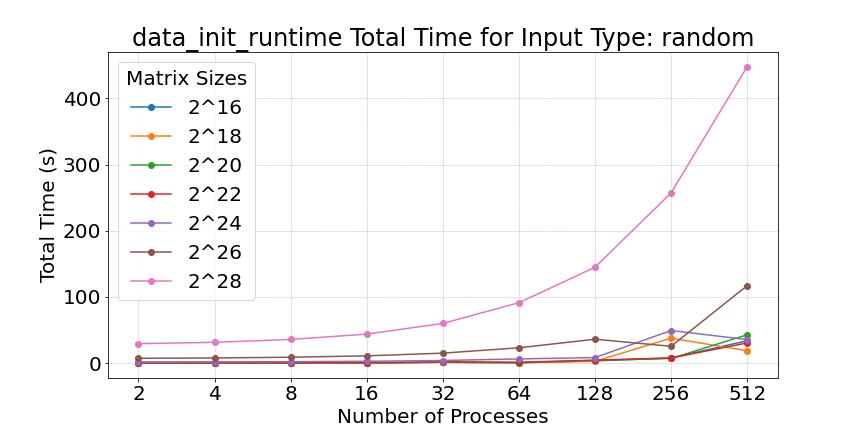 data_init_runtime Total Time for Input Type: random
Total Time (s)
400
300
200
100
0
Matrix Sizes
2^16
2^18
2^20
2^22
2^24
2^26
2^28
2 4 8 16 32 64 128 256 512
Number of Processes